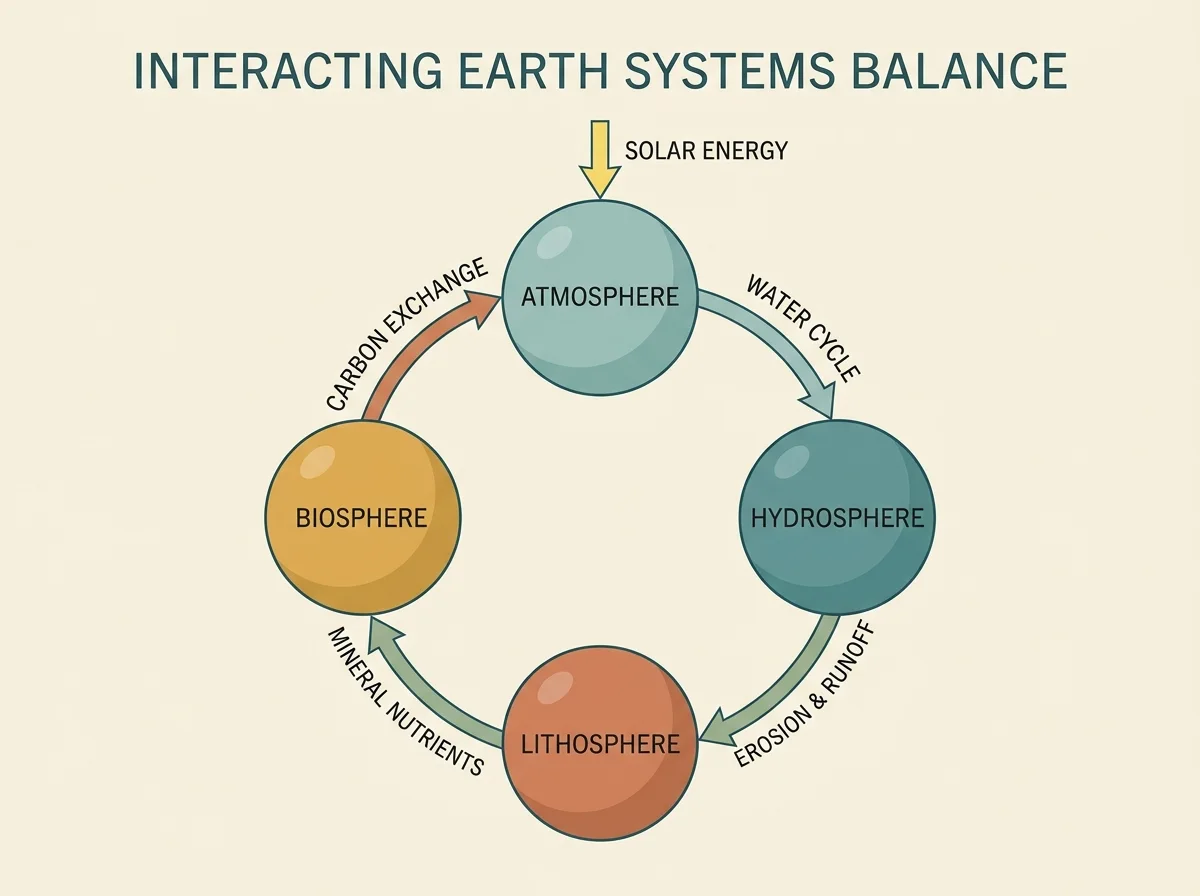 INTERACTING EARTH SYSTEMS BALANCE
SOLAR ENERGY
ATMOSPHERE
CARBON EXCHANGE
WATER CYCLE
BIOSPHERE
HYDROSPHERE
MINERAL NUTRIENTS
EROSION & RUNOFF
LITHOSPHERE